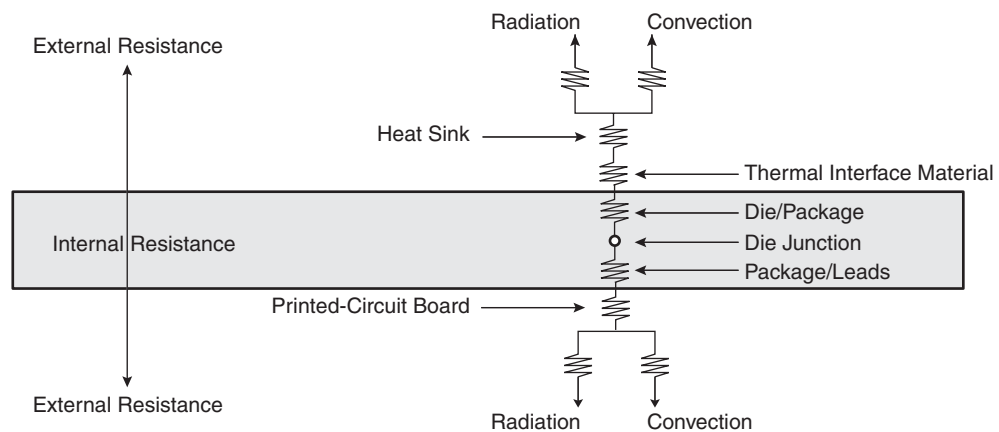 Radiation Convection
External Resistance
Heat Sink
Thermal Interface Material
Die/Package
Internal Resistance
Die Junction
Package/Leads
Printed-Circuit Board
External Resistance
Radiation Convection